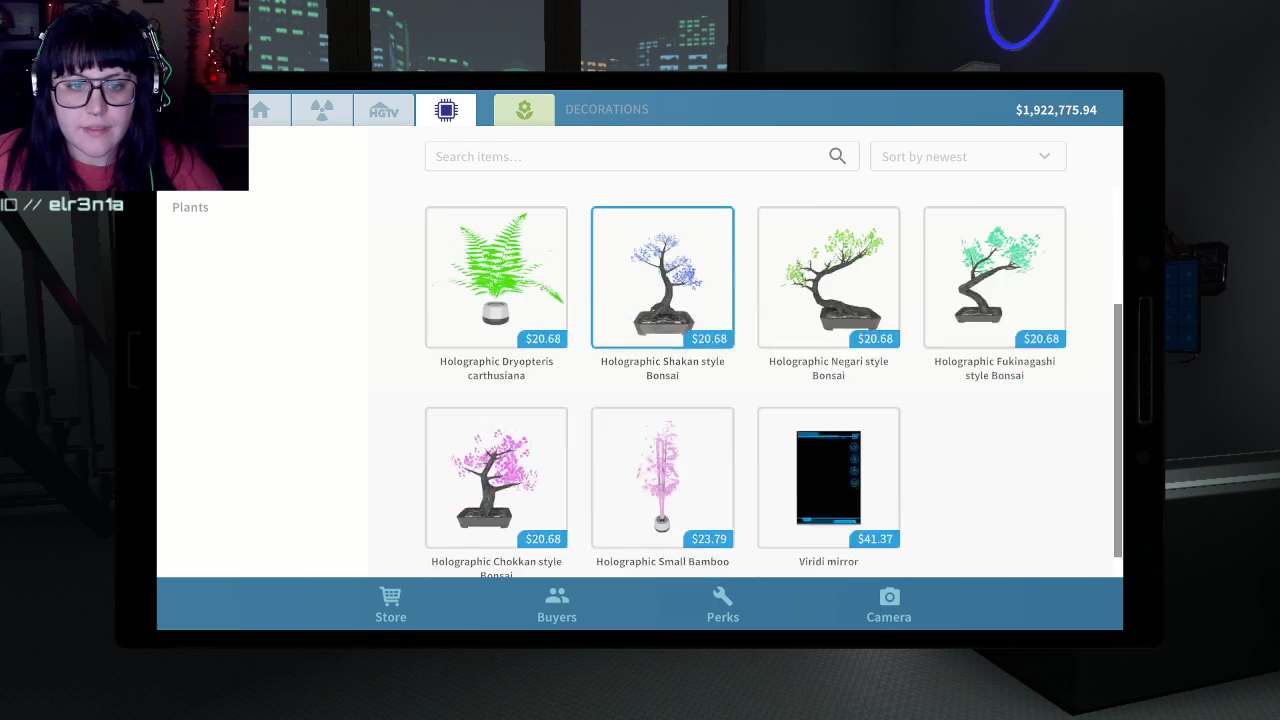 HGTV
DECORATIONS
$1,922,775.94
Search items...
Sort by newest
ID // elr3n1a
Plants
$20.68
$20.68
$20.68
$20.68
Holographic Dryopteris
carthusiana
Holographic Shakan style
Bonsai
Holographic Negari style
Bonsai
Holographic Fukinagashi
style Bonsai
$20.68
$23.79
$41.37
Holographic Chokkan style
Bonsai
Holographic Small Bamboo
Viridi mirror
Store
Buyers
Perks
Camera